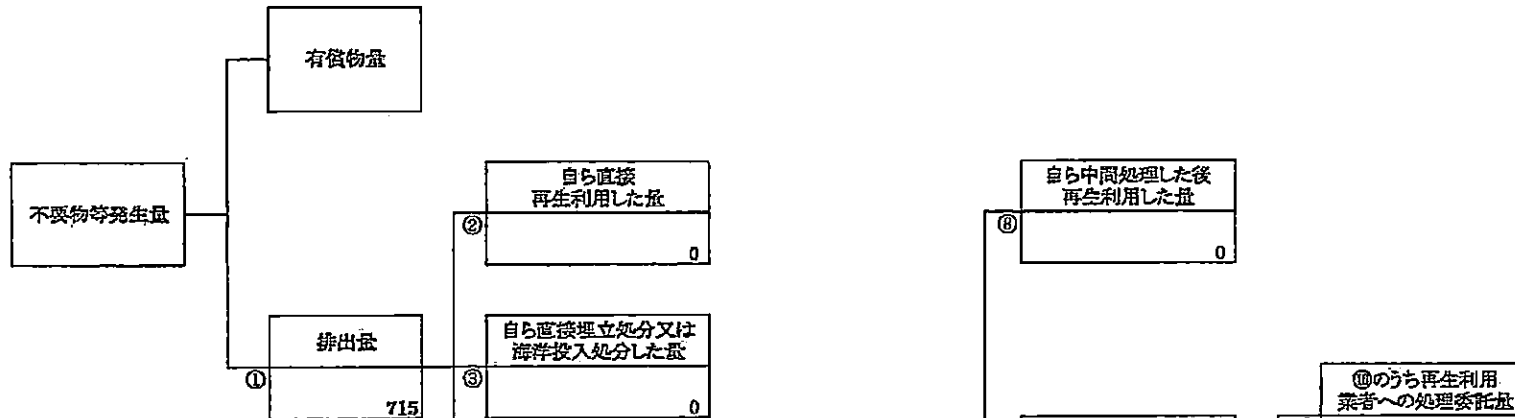 有償物量
不要物等発生量
自ら直接
再生利用した量
②
0
自ら中間処理した後
再生利用した量
⑧
0
排出量
①
715
自ら直接埋立処分又は
海洋投入処分した量
③
0
⑩のうち再生利用
業者への処理委託量